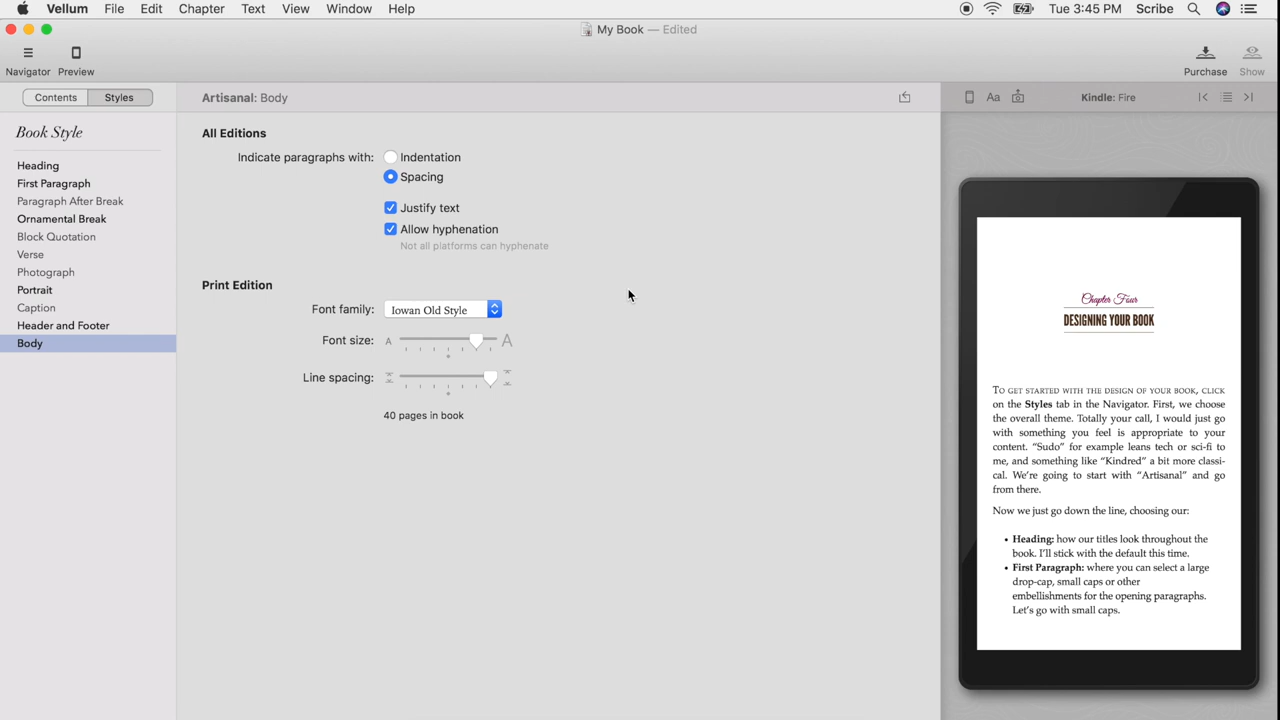 Vellum File Edit Chapter Text View Window Help Tue 3:45 PM Scribe
My Book — Edited
Navigator Preview Purchase Show
Contents Styles Artisanal: Body Aa Kindle: Fire
Book Style
Heading
First Paragraph
Paragraph After Break
Ornamental Break
Block Quotation
Verse
Photograph
Portrait
Caption
Header and Footer
Body
All Editions
Indicate paragraphs with: Indentation
Spacing
Justify text
Allow hyphenation
Not all platforms can hyphenate
Print Edition
Font family: Iowan Old Style
Font size: A A
Line spacing:
40 pages in book
Chapter Four
DESIGNING YOUR BOOK
TO GET STARTED WITH THE DESIGN OF YOUR BOOK, CLICK
on the Styles tab in the Navigator. First, we choose
the overall theme. Totally your call, I would just go
with something you feel is appropriate to your
content. “Sudo” for example leans tech or sci-fi to
me, and something like “Kindred” a bit more classi-
cal. We’re going to start with “Artisanal” and go
from there.
Now we just go down the line, choosing our:
• Heading: how our titles look throughout the
book. I’ll stick with the default this time.
• First Paragraph: where you can select a large
drop-cap, small caps or other
embellishments for the opening paragraphs.
Let’s go with small caps.